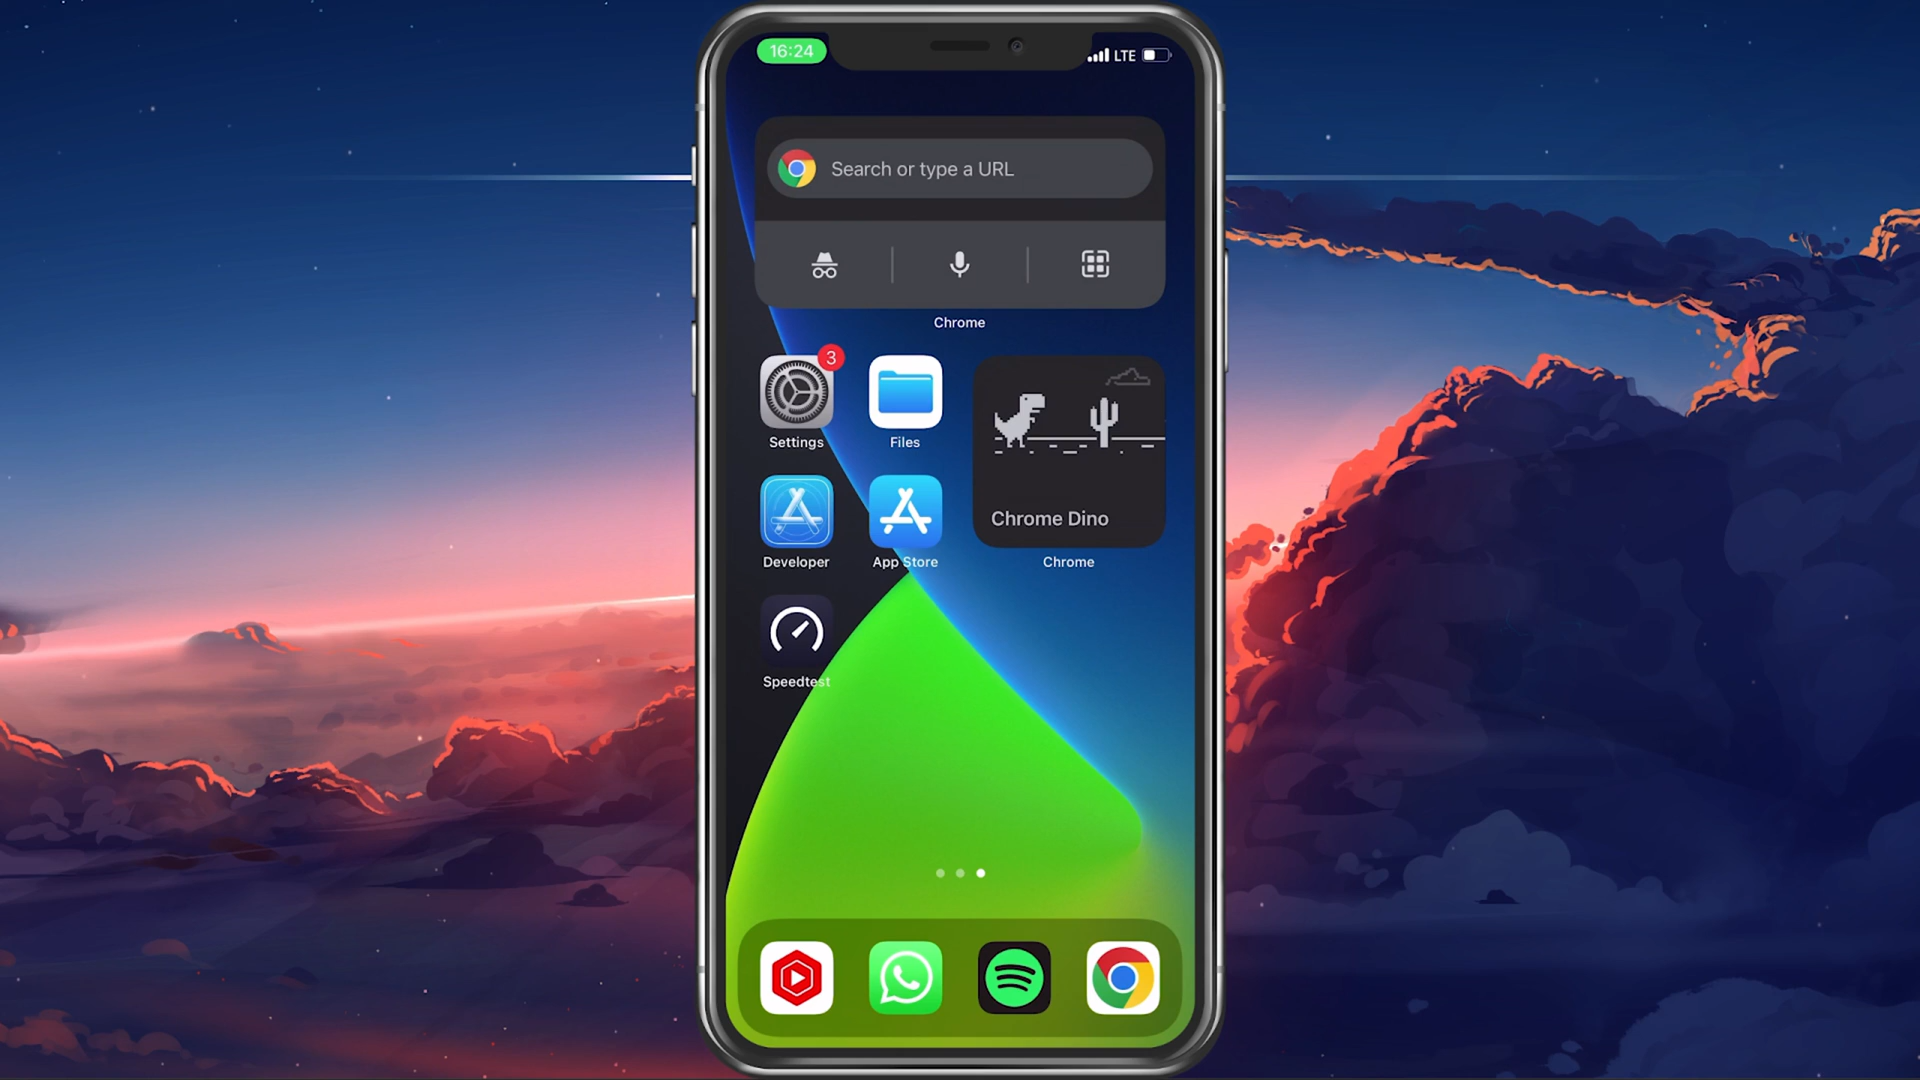 16:24
LTE
Search or type a URL
Chrome
3
Settings
Files
Developer
App Store
Chrome Dino
Chrome
Speedtest